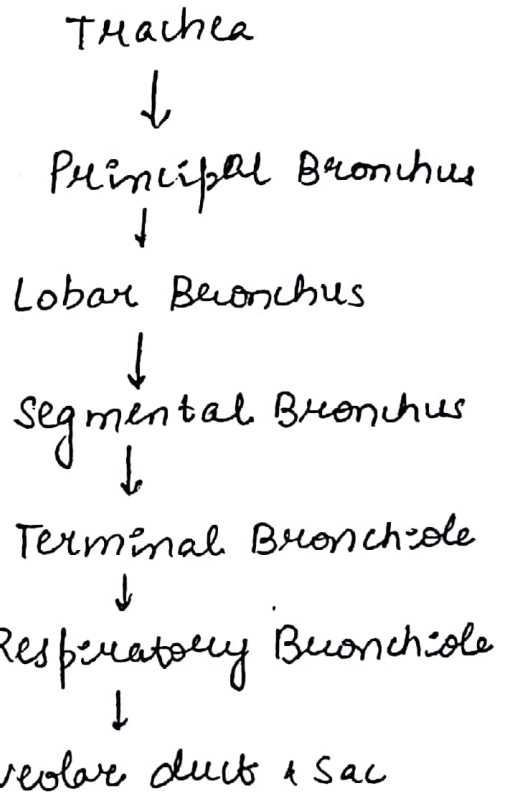 Trachea
↓
Principal Bronchus
↓
Lobar Bronchus
↓
Segmental Bronchus
↓
Terminal Bronchiole
↓
Respiratory Bronchiole
↓
veolar duct & Sac